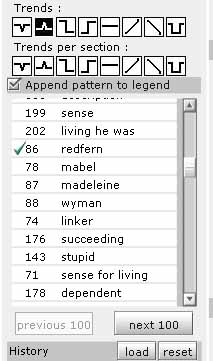 Trends :
Trends per section :
Append pattern to legend
199 sense
202 living he was
86 redfern
78 mabel
87 madeleine
88 wyman
74 linker
176 succeeding
143 stupid
71 sense for living
178 dependent
previous 100 next 100
History load reset